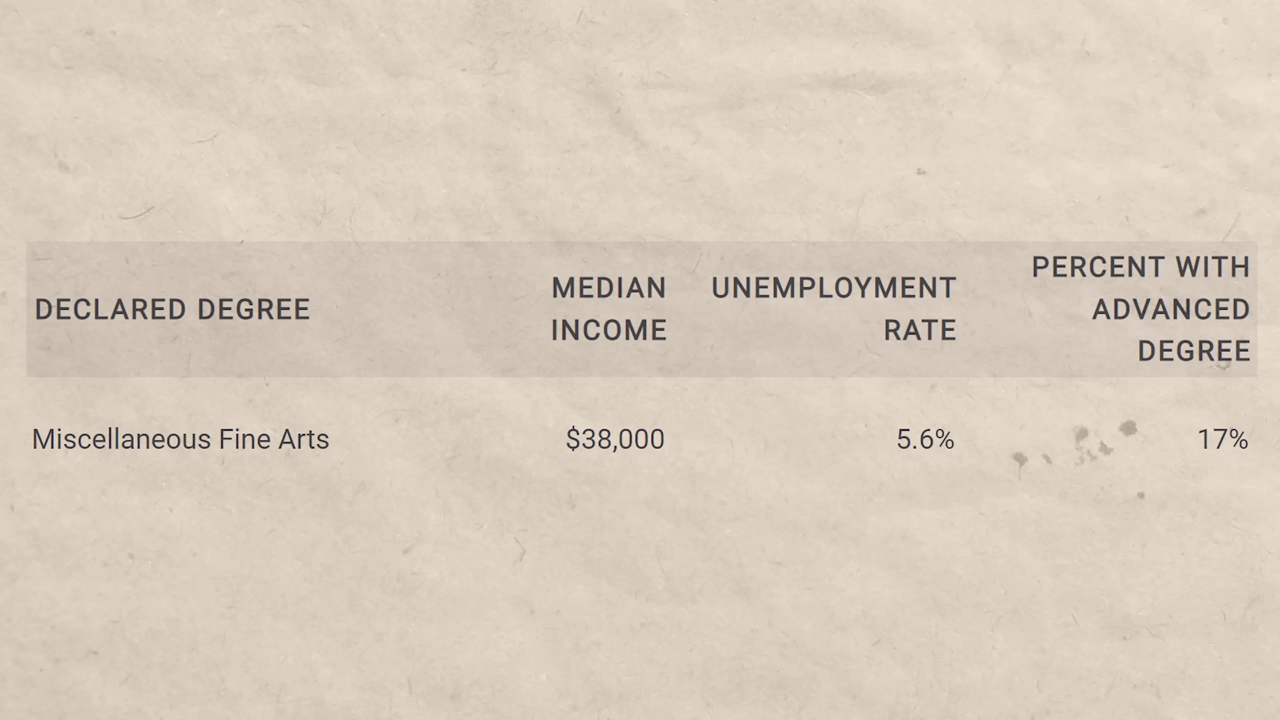 DECLARED DEGREE
MEDIAN
INCOME
UNEMPLOYMENT
RATE
PERCENT WITH
ADVANCED
DEGREE
Miscellaneous Fine Arts $38,000 5.6% 17%